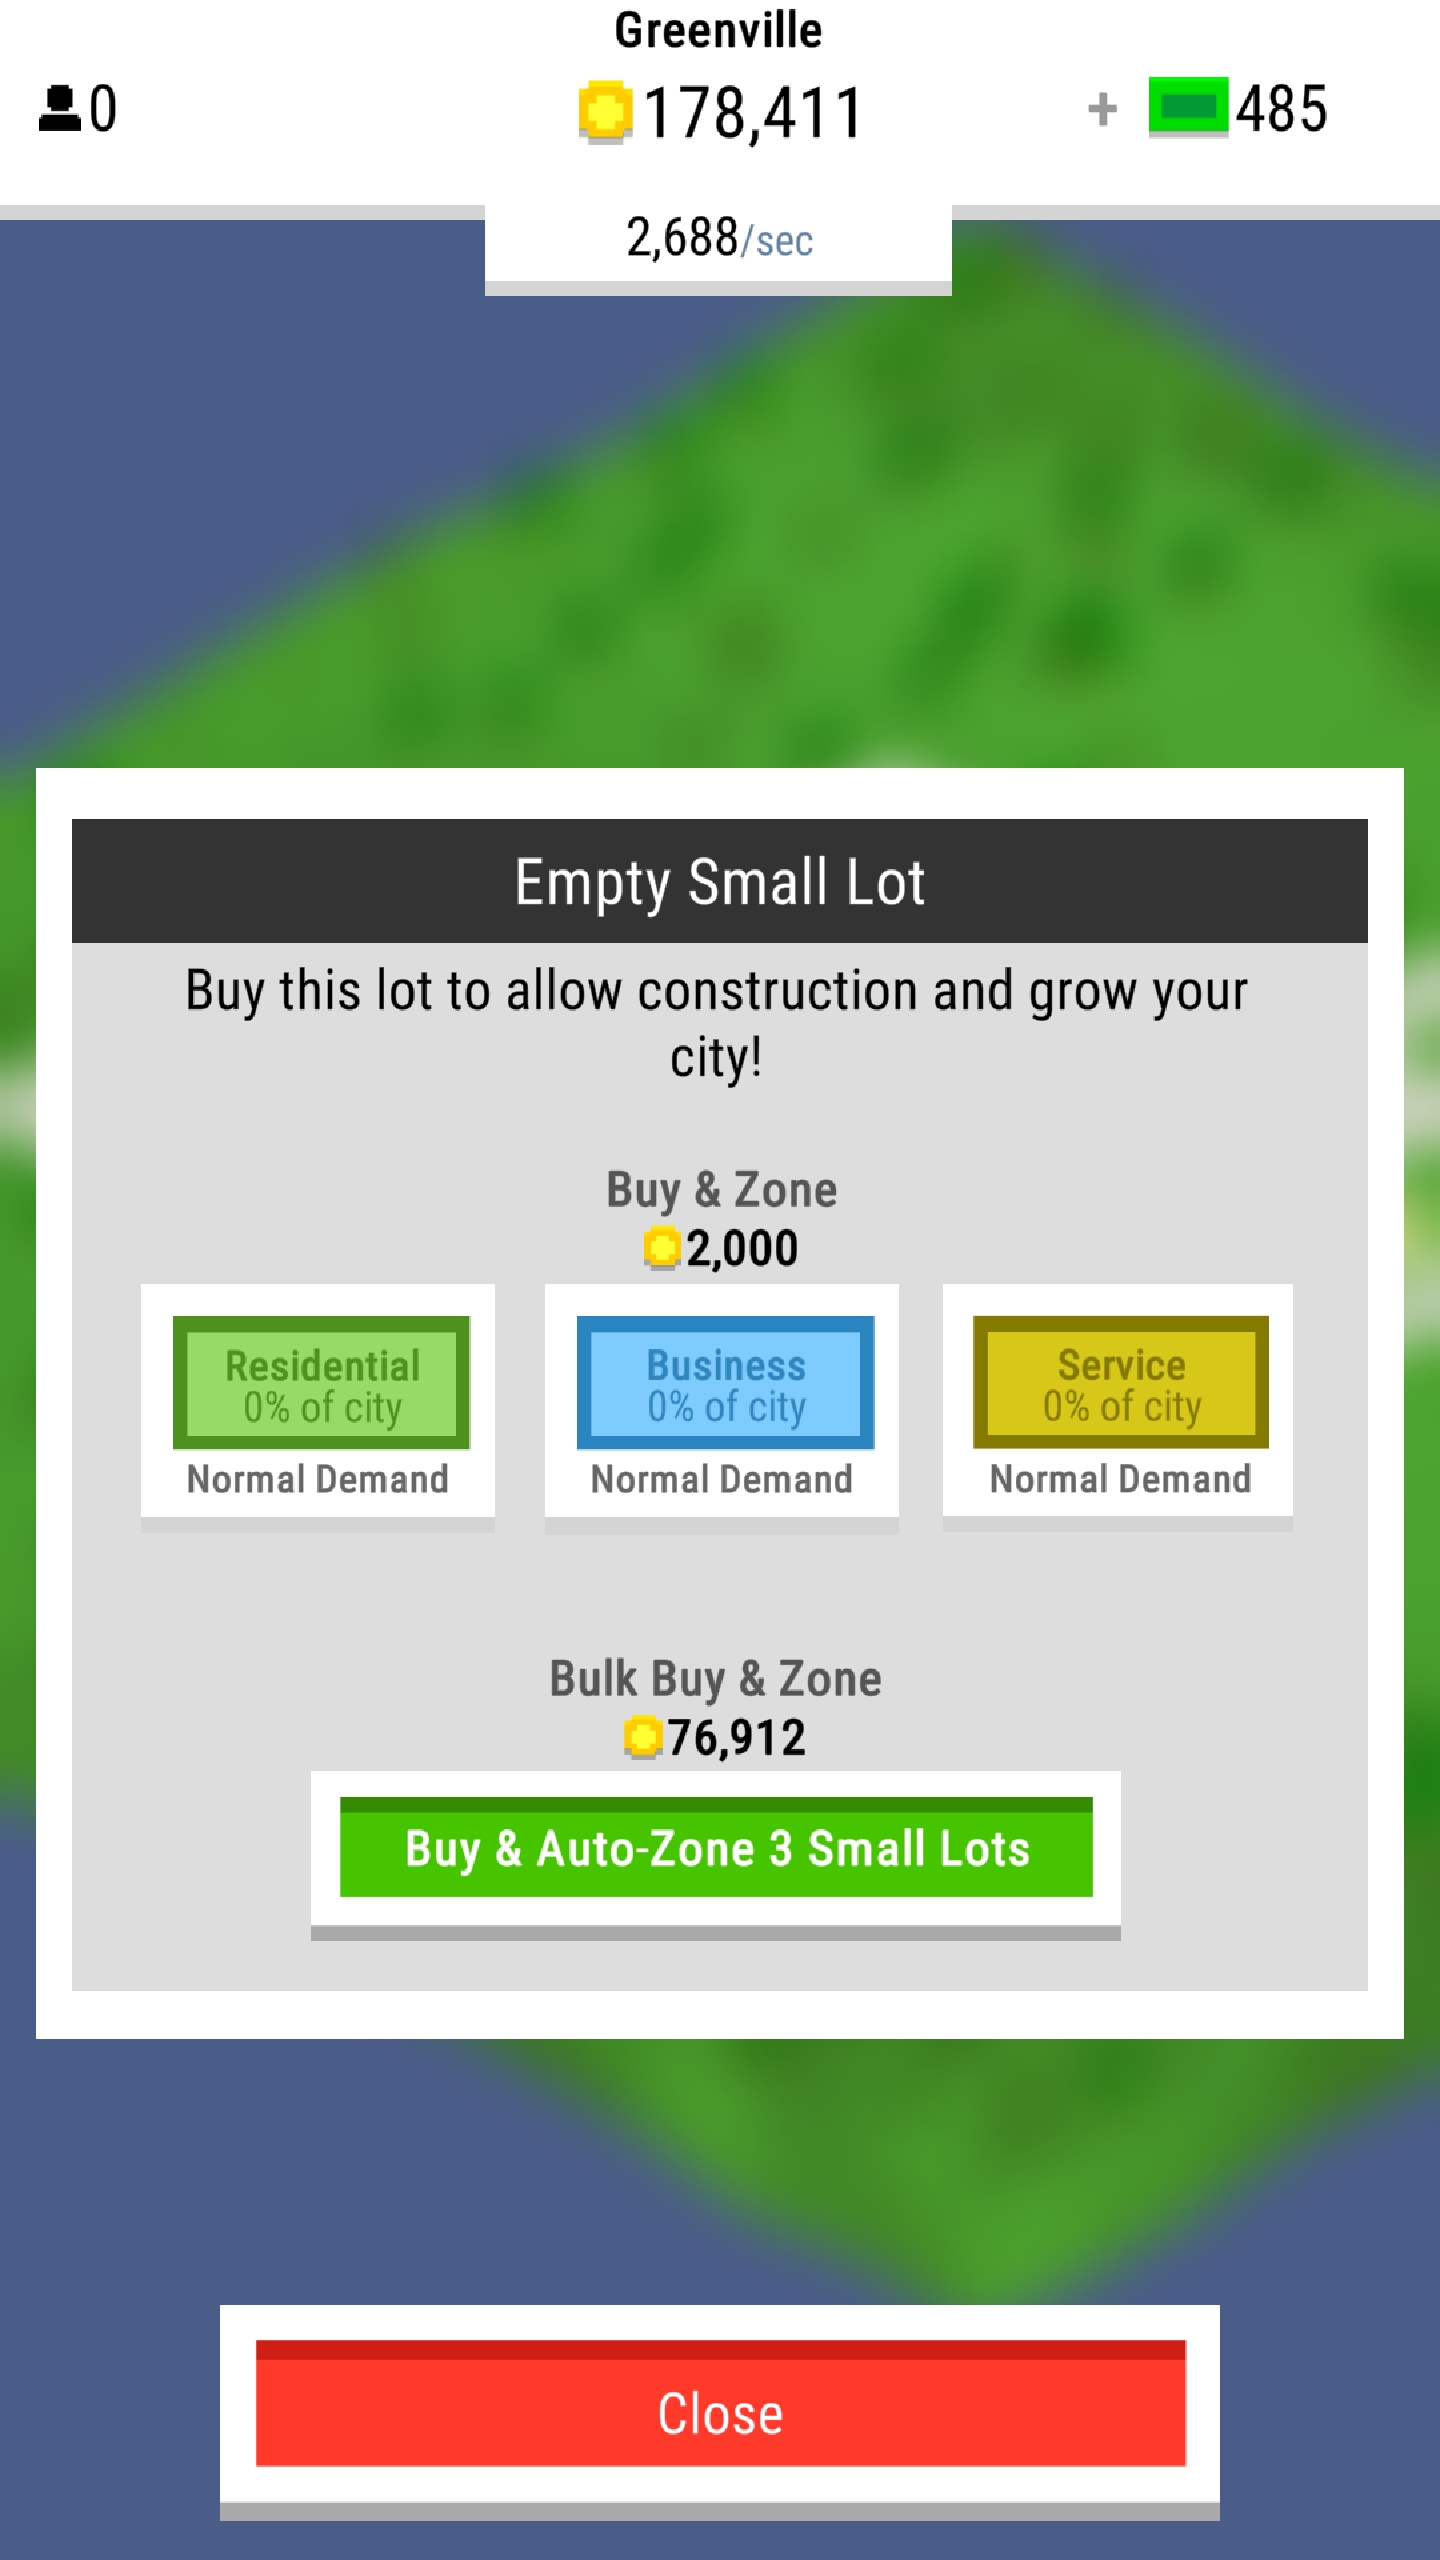 Greenville
0
178,411
+ 485
2,688/sec
Empty Small Lot
Buy this lot to allow construction and grow your
city!
Buy & Zone
2,000
Residential
0% of city
Normal Demand
Business
0% of city
Normal Demand
Service
0% of city
Normal Demand
Bulk Buy & Zone
76,912
Buy & Auto-Zone 3 Small Lots
Close